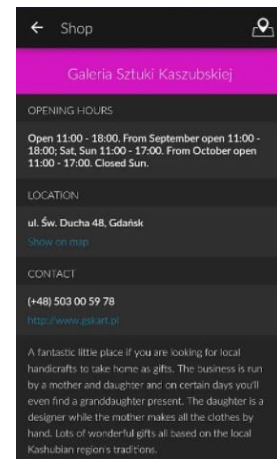 Shop
Galeria Sztuki Kaszubskiej
OPENING HOURS
Open 11:00 - 18:00. From September open 11:00 -
18:00; Sat, Sun 11:00 - 17:00. From October open
11:00 - 17:00. Closed Sun.
LOCATION
ul. Św. Ducha 48, Gdańsk
Show on map
CONTACT
(+48) 503 00 59 78
http://www.gskart.pl
A fantastic little place if you are looking for local
handicrafts to take home as gifts. The business is run
by a mother and daughter and on certain days you'll
even find a granddaughter present. The daughter is a
designer while the mother makes all the clothes by
hand. Lots of wonderful gifts all based on the local
Kashubian region's traditions.